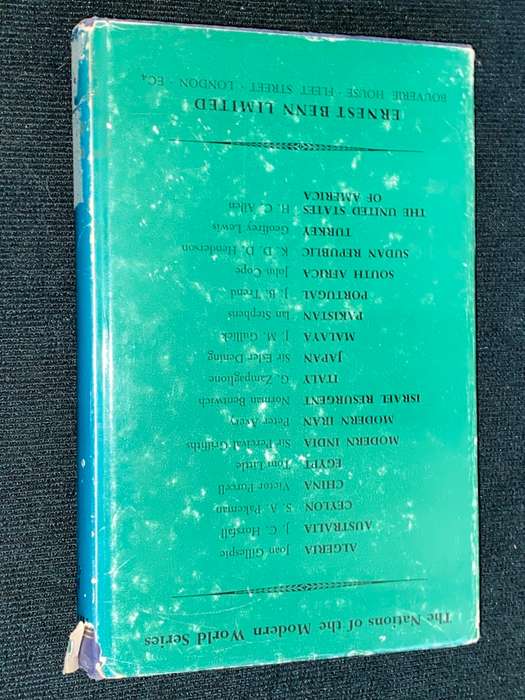 The Nations of the Modern World Series
ALGERIA Joan Gillespie
AUSTRALIA J. C. Horsfall
CEYLON S. A. Pakeman
CHINA Victor Purcell
EGYPT Tom Little
MODERN INDIA Sir Percival Griffiths
MODERN IRAN Peter Avery
ISRAEL RESURGENT Norman Bentwich
ITALY G. Zampaglione
JAPAN Sir Esler Dening
MALAYA J. M. Gullick
PAKISTAN Ian Stephens
PORTUGAL J. B. Trend
SOUTH AFRICA John Cope
SUDAN REPUBLIC K. D. D. Henderson
TURKEY Geoffrey Lewis
THE UNITED STATES H. C. Allen
OF AMERICA
ERNEST BENN LIMITED
BOUVERIE HOUSE · FLEET STREET · LONDON · EC4